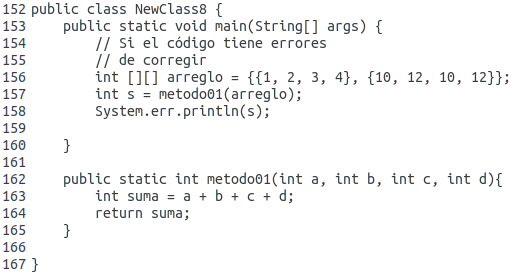 152 public class NewClass8 {
153     public static void main(String[] args) {
154         // Si el código tiene errores
155         // de corregir
156         int [][] arreglo = {{1, 2, 3, 4}, {10, 12, 10, 12}};
157         int s = metodo01(arreglo);
158         System.err.println(s);
159
160     }
161
162     public static int metodo01(int a, int b, int c, int d){
163         int suma = a + b + c + d;
164         return suma;
165     }
166
167 }